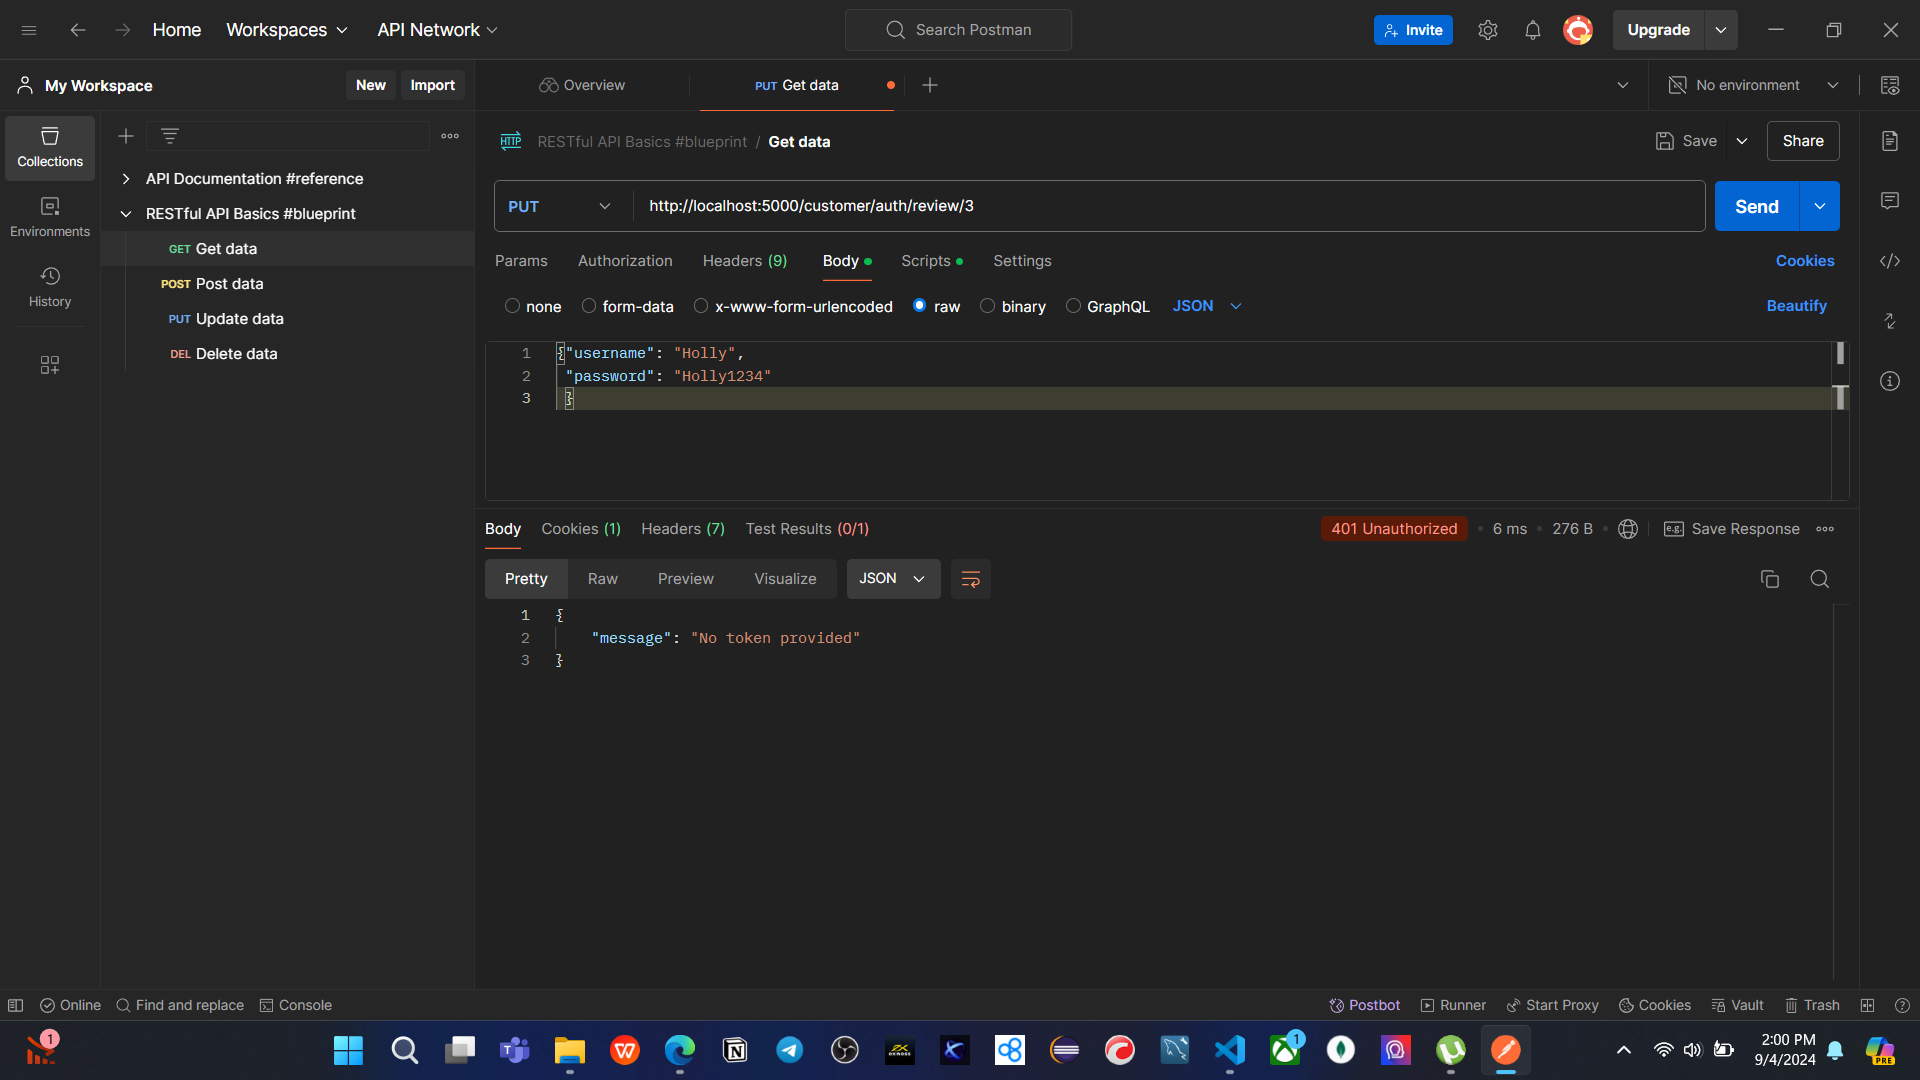 Home
Workspaces
API Network
Search Postman
Invite
Upgrade
My Workspace
New
Import
Overview
PUT Get data
No environment
Collections
Environments
History
API Documentation #reference
RESTful API Basics #blueprint
GET Get data
POST Post data
PUT Update data
DEL Delete data
HTTP RESTful API Basics #blueprint / Get data
Save
Share
PUT
http://localhost:5000/customer/auth/review/3
Send
Params
Authorization
Headers (9)
Body
Scripts
Settings
Cookies
none
form-data
x-www-form-urlencoded
raw
binary
GraphQL
JSON
Beautify
1 {"username": "Holly",
2 "password": "Holly1234"
3 }
Body
Cookies (1)
Headers (7)
Test Results (0/1)
401 Unauthorized
6 ms
276 B
e.g. Save Response
Pretty
Raw
Preview
Visualize
JSON
1 {
2 "message": "No token provided"
3 }
Online
Find and replace
Console
Postbot
Runner
Start Proxy
Cookies
Vault
Trash
1
1
2:00 PM
9/4/2024
PRE